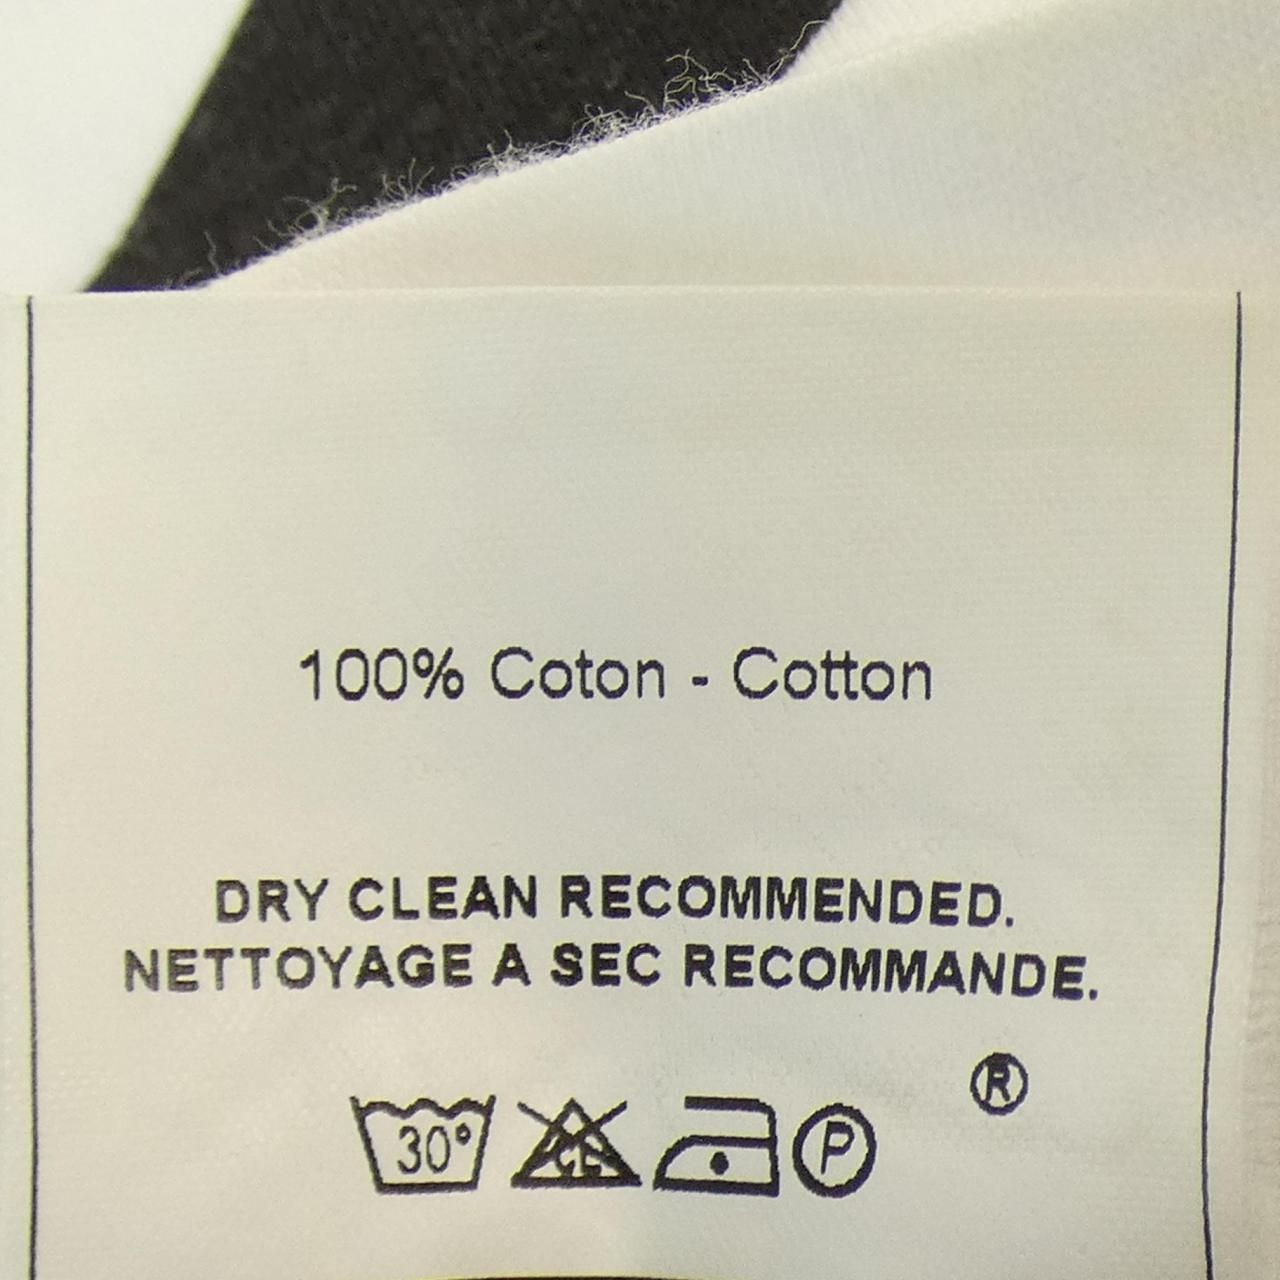 100% Coton - Cotton
DRY CLEAN RECOMMENDED.
NETTOYAGE A SEC RECOMMANDE.
®
30° P